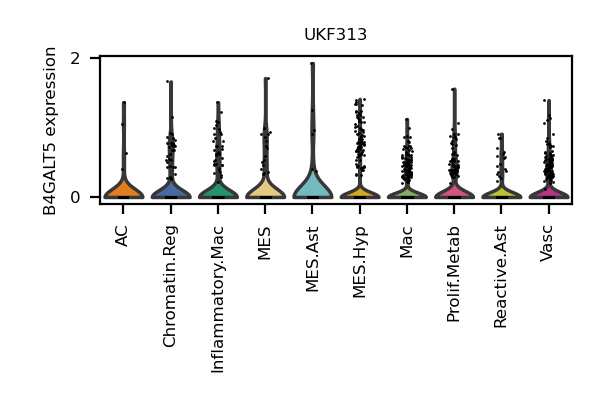 UKF313
B4GALT5 expression
2
0
AC
Chromatin.Reg
Inflammatory.Mac
MES
MES.Ast
MES.Hyp
Mac
Prolif.Metab
Reactive.Ast
Vasc